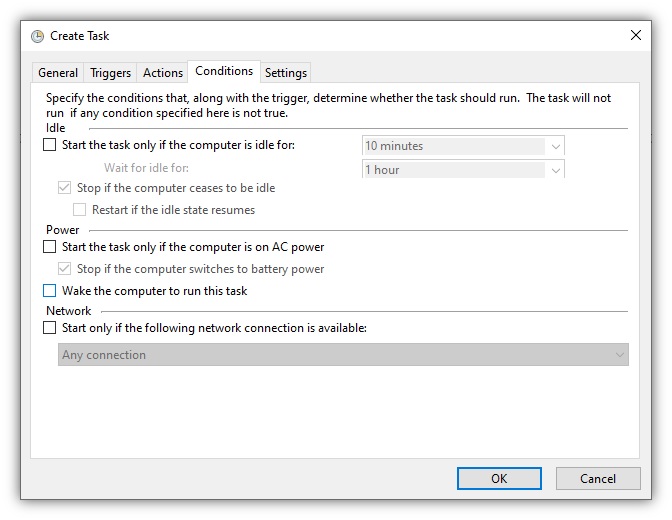 Create Task
General Triggers Actions Conditions Settings
Specify the conditions that, along with the trigger, determine whether the task should run.  The task will not
run  if any condition specified here is not true.
Idle
Start the task only if the computer is idle for: 10 minutes
Wait for idle for: 1 hour
Stop if the computer ceases to be idle
Restart if the idle state resumes
Power
Start the task only if the computer is on AC power
Stop if the computer switches to battery power
Wake the computer to run this task
Network
Start only if the following network connection is available:
Any connection
OK Cancel